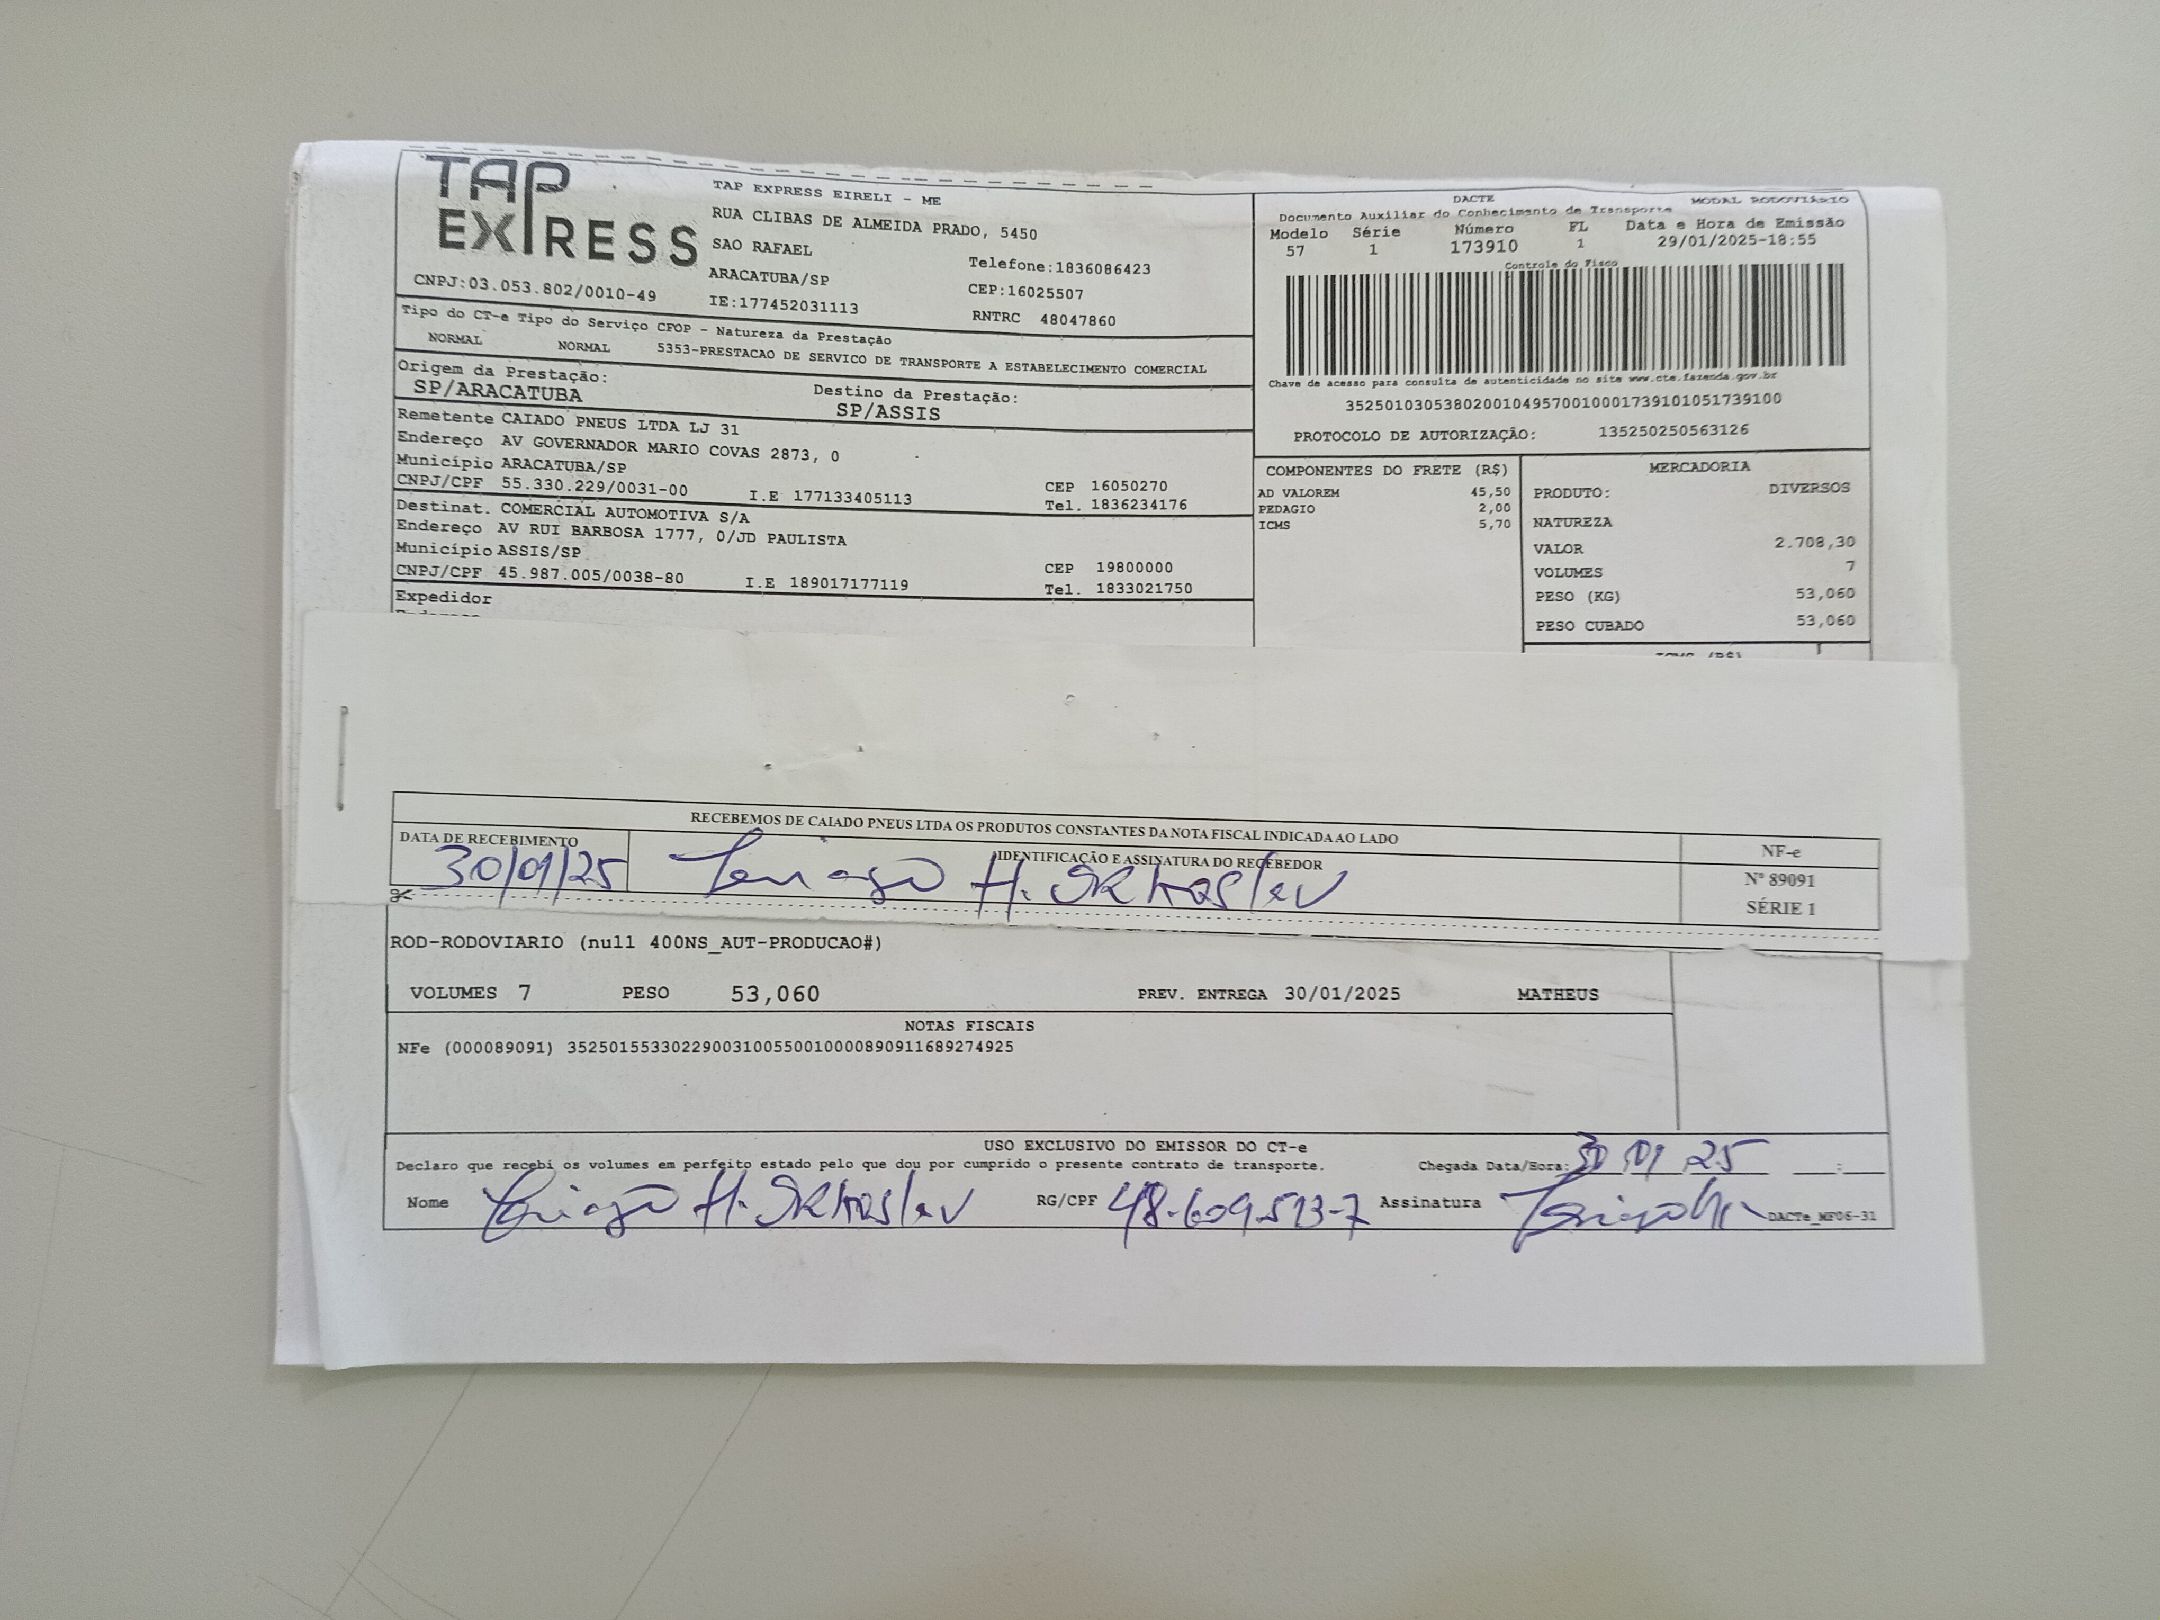 TAP
EXPRESS
TAP EXPRESS EIRELI - ME
RUA CLIBAS DE ALMEIDA PRADO, 5450
SAO RAFAEL
Telefone:1836086423
ARACATUBA/SP
CEP:16025507
CNPJ:03.053.802/0010-49
IE:177452031113
RNTRC 48047860
DACTE MODAL RODOVIÁRIO
Documento Auxiliar do Conhecimento de Transporte
Modelo Série Número FL Data e Hora de Emissão
57 1 173910 1 29/01/2025-18:55
Controle do Fisco
Chave de acesso para consulta de autenticidade no site www.cte.fazenda.gov.br
35250103053802001049570010001739101051739100
PROTOCOLO DE AUTORIZAÇÃO: 135250250563126
Tipo do CT-e Tipo do Serviço CFOP - Natureza da Prestação
NORMAL NORMAL 5353-PRESTACAO DE SERVICO DE TRANSPORTE A ESTABELECIMENTO COMERCIAL
Origem da Prestação: Destino da Prestação:
SP/ARACATUBA SP/ASSIS
Remetente CAIADO PNEUS LTDA LJ 31
Endereço AV GOVERNADOR MARIO COVAS 2873, 0
Município ARACATUBA/SP CEP 16050270
CNPJ/CPF 55.330.229/0031-00 I.E 177133405113 Tel. 1836234176
Destinat. COMERCIAL AUTOMOTIVA S/A
Endereço AV RUI BARBOSA 1777, 0/JD PAULISTA
Município ASSIS/SP CEP 19800000
CNPJ/CPF 45.987.005/0038-80 I.E 189017177119 Tel. 1833021750
Expedidor
COMPONENTES DO FRETE (R$)
AD VALOREM 45,50
PEDAGIO 2,00
ICMS 5,70
MERCADORIA
PRODUTO: DIVERSOS
NATUREZA
VALOR 2.708,30
VOLUMES 7
PESO (KG) 53,060
PESO CUBADO 53,060
RECEBEMOS DE CAIADO PNEUS LTDA OS PRODUTOS CONSTANTES DA NOTA FISCAL INDICADA AO LADO
DATA DE RECEBIMENTO
30/01/25
IDENTIFICAÇÃO E ASSINATURA DO RECEBEDOR
NF-e
Nº 89091
SÉRIE 1
ROD-RODOVIARIO (null 400NS_AUT-PRODUCAO#)
VOLUMES 7 PESO 53,060 PREV. ENTREGA 30/01/2025 MATHEUS
NOTAS FISCAIS
NFe (000089091) 35250155330229003100550010000890911689274925
USO EXCLUSIVO DO EMISSOR DO CT-e
Declaro que recebi os volumes em perfeito estado pelo que dou por cumprido o presente contrato de transporte. Chegada Data/Hora: 30 01 25
Nome RG/CPF 48.609.513-7 Assinatura
DACTe_MF06-31